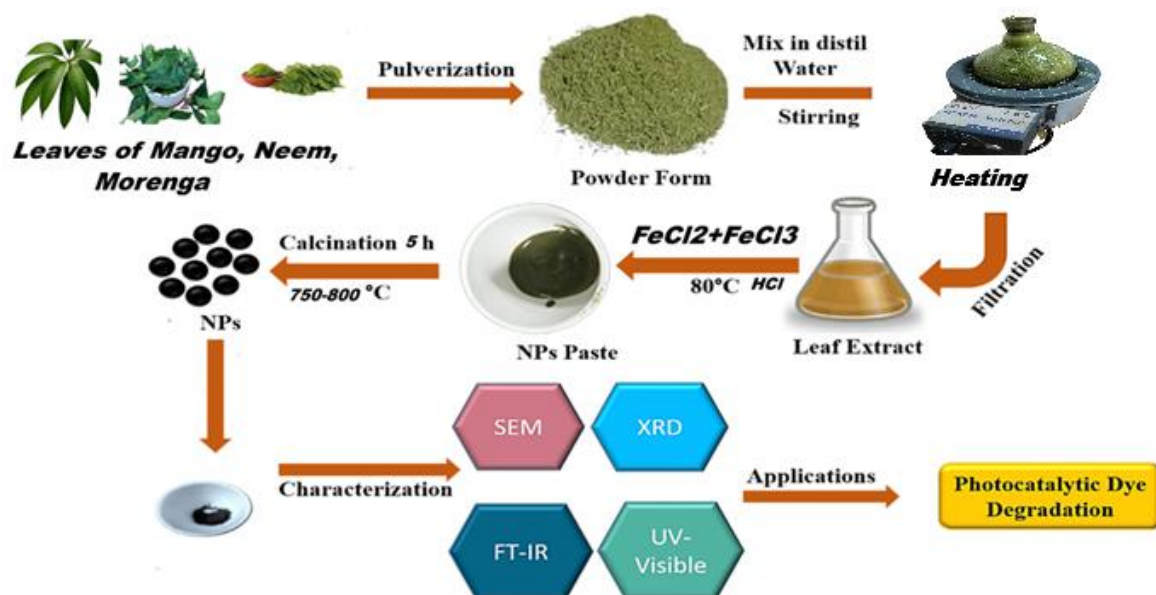 Pulverization
Mix in distil
Water
Stirring
Leaves of Mango, Neem,
Morenga
Powder Form
Heating
Calcination 5 h
750-800 °C
FeCl2+FeCl3
80°C HCl
Filtration
NPs
NPs Paste
Leaf Extract
SEM
XRD
Characterization
Applications
Photocatalytic Dye
Degradation
FT-IR
UV-
Visible